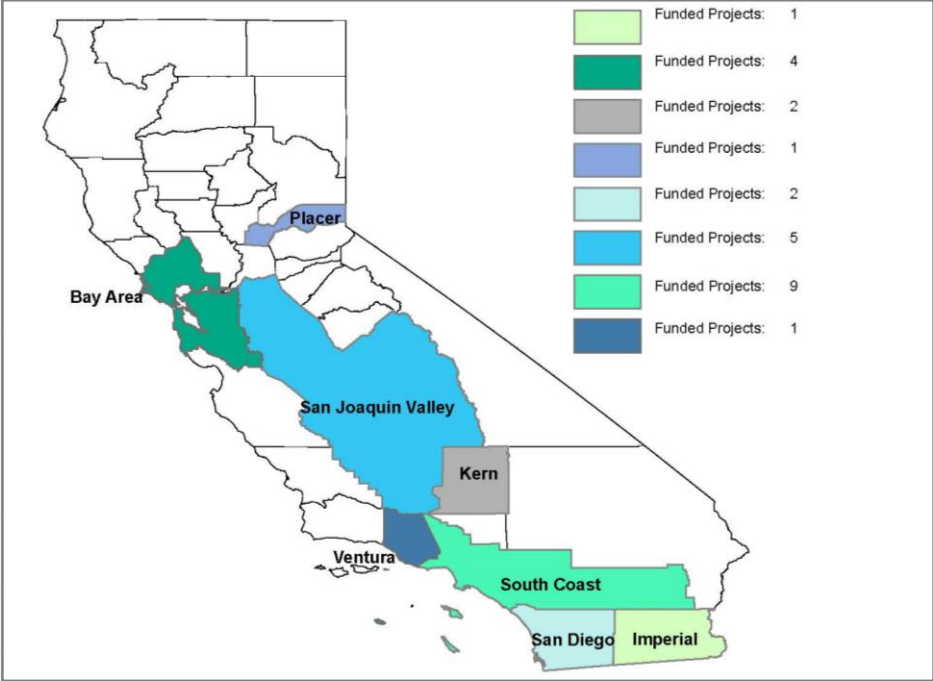 Funded Projects: 1
Funded Projects: 4
Funded Projects: 2
Funded Projects: 1
Funded Projects: 2
Funded Projects: 5
Funded Projects: 9
Funded Projects: 1
Placer
Bay Area
San Joaquin Valley
Kern
Ventura
South Coast
San Diego
Imperial